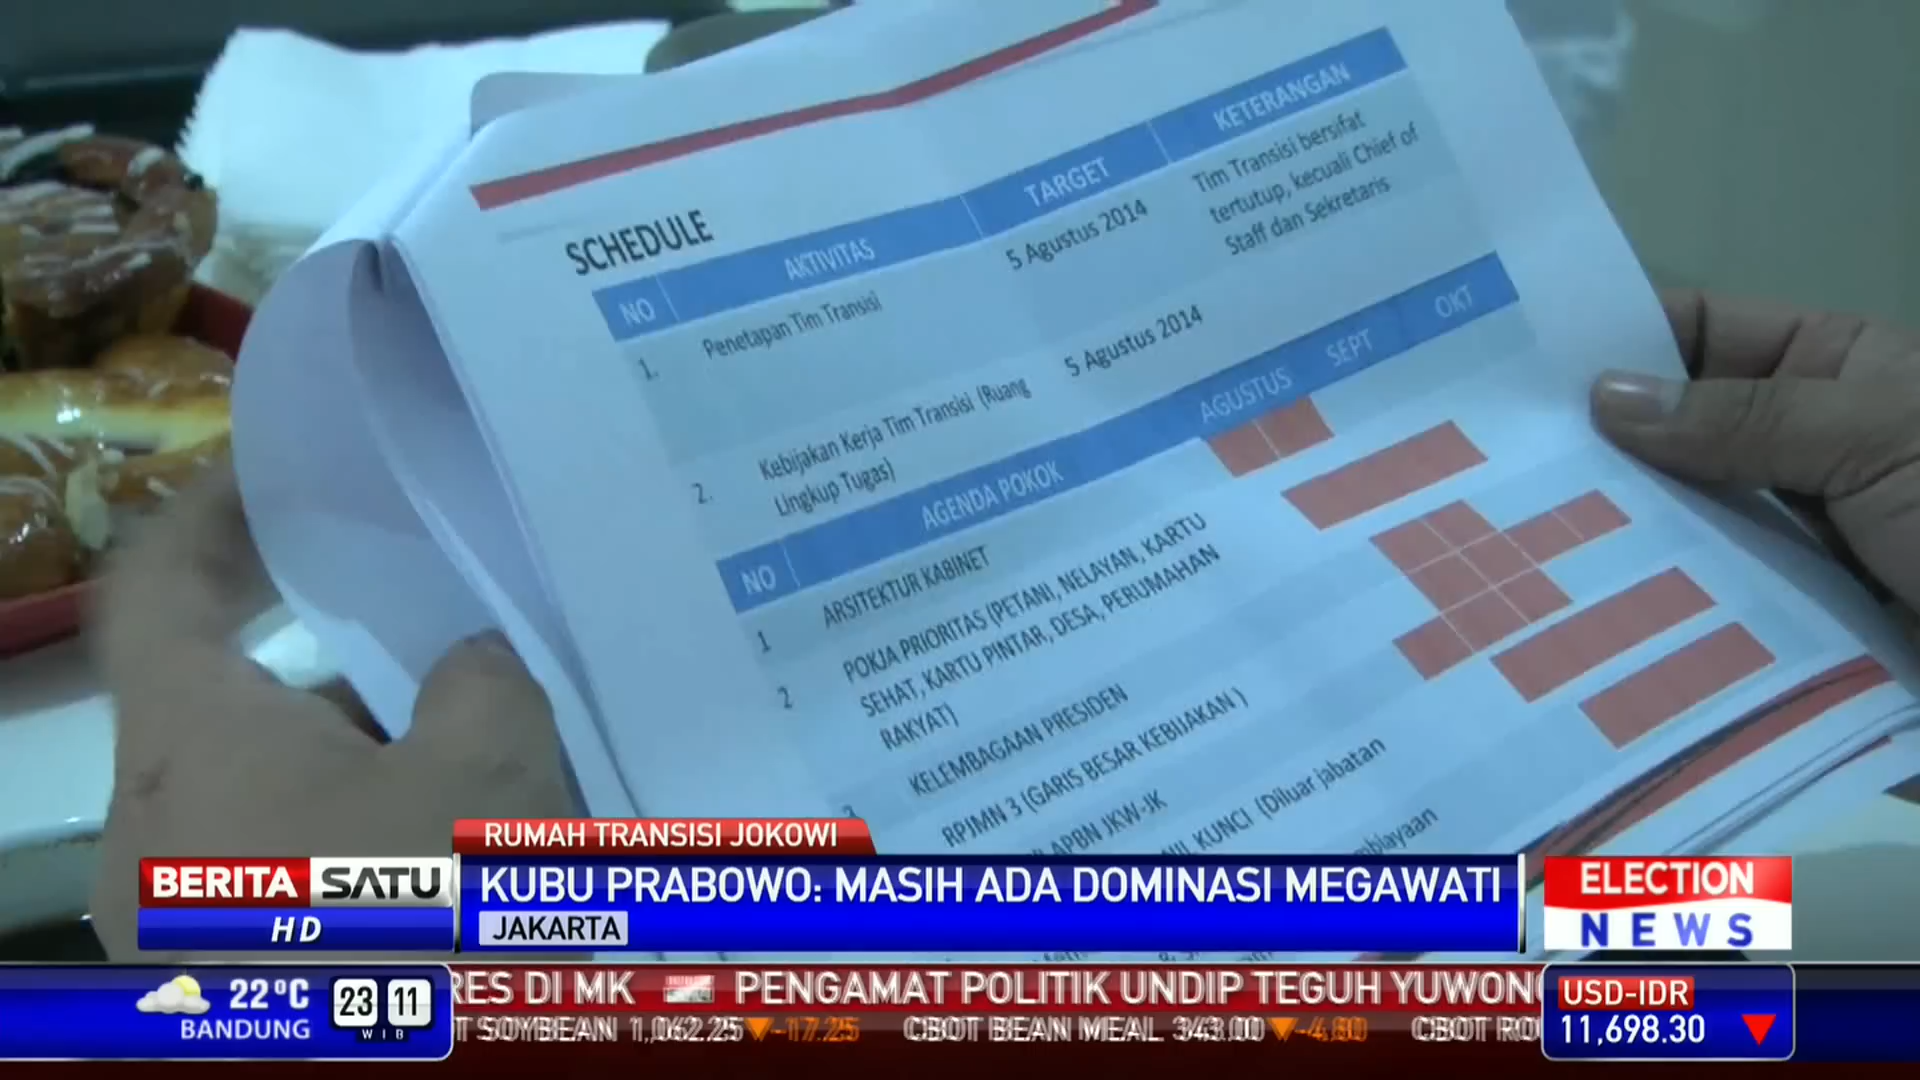 SCHEDULE
NO AKTIVITAS TARGET KETERANGAN
1. Penetapan Tim Transisi 5 Agustus 2014 Tim Transisi bersifat
tertutup, kecuali Chief of
Staff dan Sekretaris
2. Kebijakan Kerja Tim Transisi (Ruang 5 Agustus 2014
Lingkup Tugas)
NO AGENDA POKOK AGUSTUS SEPT OKT
1 ARSITEKTUR KABINET
2 POKJA PRIORITAS (PETANI, NELAYAN, KARTU
SEHAT, KARTU PINTAR, DESA, PERUMAHAN
RAKYAT)
KELEMBAGAAN PRESIDEN
RPJMN 3 (GARIS BESAR KEBIJAKAN )
APBN JKW-JK
KUNCI (Diluar jabatan
RUMAH TRANSISI JOKOWI
BERITA SATU
HD
KUBU PRABOWO: MASIH ADA DOMINASI MEGAWATI
JAKARTA
ELECTION
NEWS
22°C
BANDUNG
23 11
WIB
RES DI MK PENGAMAT POLITIK UNDIP TEGUH YUWONO
T SOYBEAN 1,062.25 -17.25 CBOT BEAN MEAL 343.00 -4.80 CBOT
USD-IDR
11,698.30